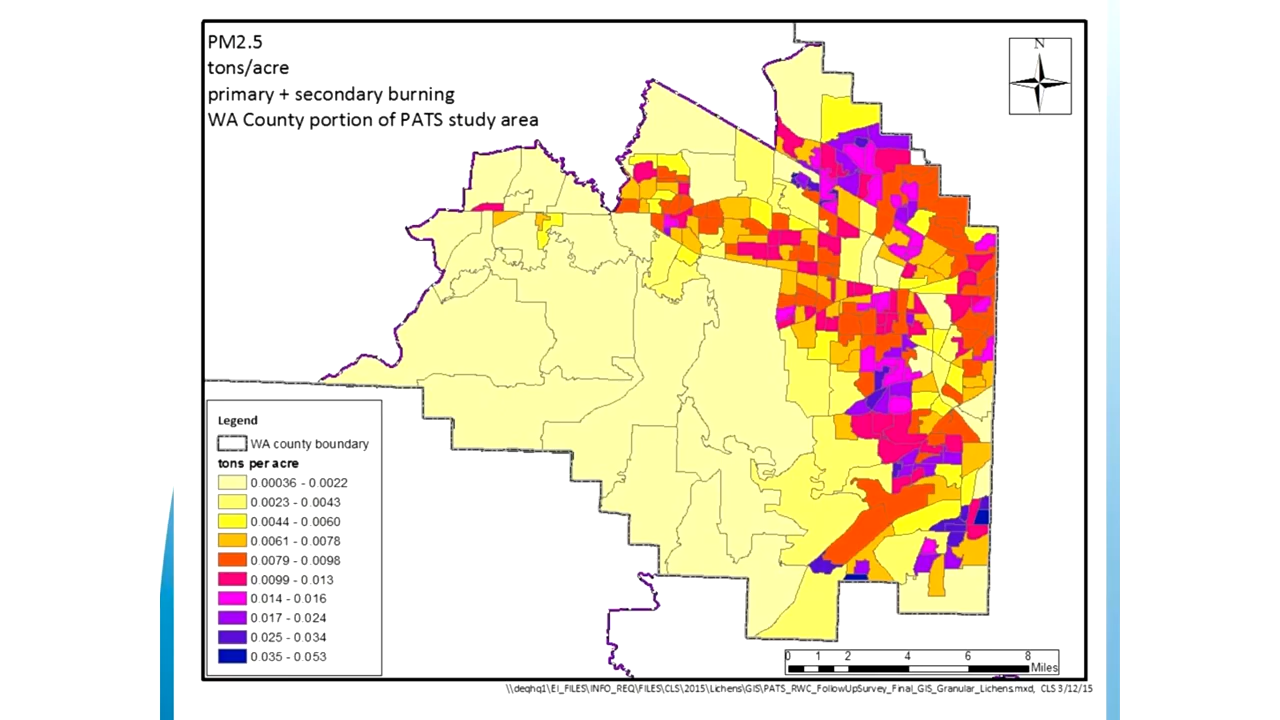 PM2.5
tons/acre
primary + secondary burning
WA County portion of PATS study area
N
Legend
WA county boundary
tons per acre
0.00036 - 0.0022
0.0023 - 0.0043
0.0044 - 0.0060
0.0061 - 0.0078
0.0079 - 0.0098
0.0099 - 0.013
0.014 - 0.016
0.017 - 0.024
0.025 - 0.034
0.035 - 0.053
0 1 2 4 6 8
Miles
\\deqhq1\EI_FILES\INFO_REQ\FILES\CLS\2015\Lichens\GIS\PATS_RWC_FollowUpSurvey_Final_GIS_Granular_Lichens.mxd, CLS 3/12/15